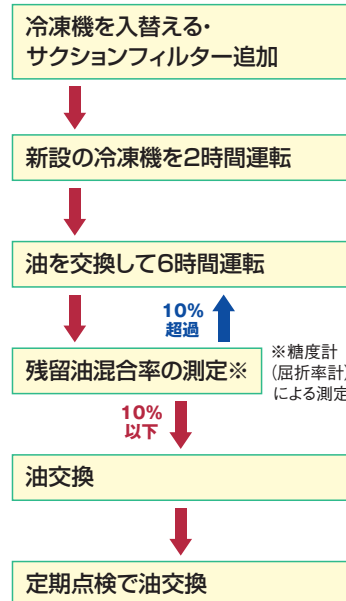 冷凍機を入替える・
サクションフィルター追加
新設の冷凍機を2時間運転
油を交換して6時間運転
10%
超過
残留油混合率の測定※
※糖度計
(屈折率計)
による測定
10%
以下
油交換
定期点検で油交換